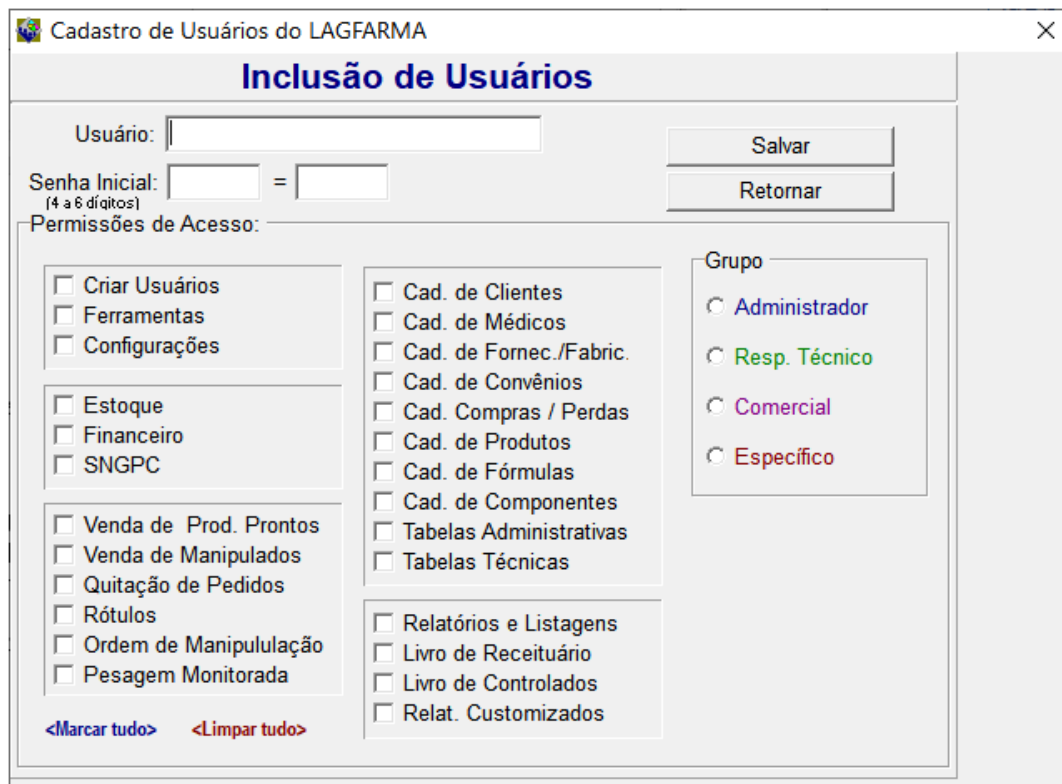 Cadastro de Usuários do LAGFARMA
Inclusão de Usuários
Usuário:
Salvar
Senha Inicial:
=
(4 a 6 dígitos)
Retornar
Permissões de Acesso:
Criar Usuários
Ferramentas
Configurações
Estoque
Financeiro
SNGPC
Venda de  Prod. Prontos
Venda de Manipulados
Quitação de Pedidos
Rótulos
Ordem de Manipululação
Pesagem Monitorada
<Marcar tudo>
<Limpar tudo>
Cad. de Clientes
Cad. de Médicos
Cad. de Fornec./Fabric.
Cad. de Convênios
Cad. Compras / Perdas
Cad. de Produtos
Cad. de Fórmulas
Cad. de Componentes
Tabelas Administrativas
Tabelas Técnicas
Relatórios e Listagens
Livro de Receituário
Livro de Controlados
Relat. Customizados
Grupo
Administrador
Resp. Técnico
Comercial
Específico